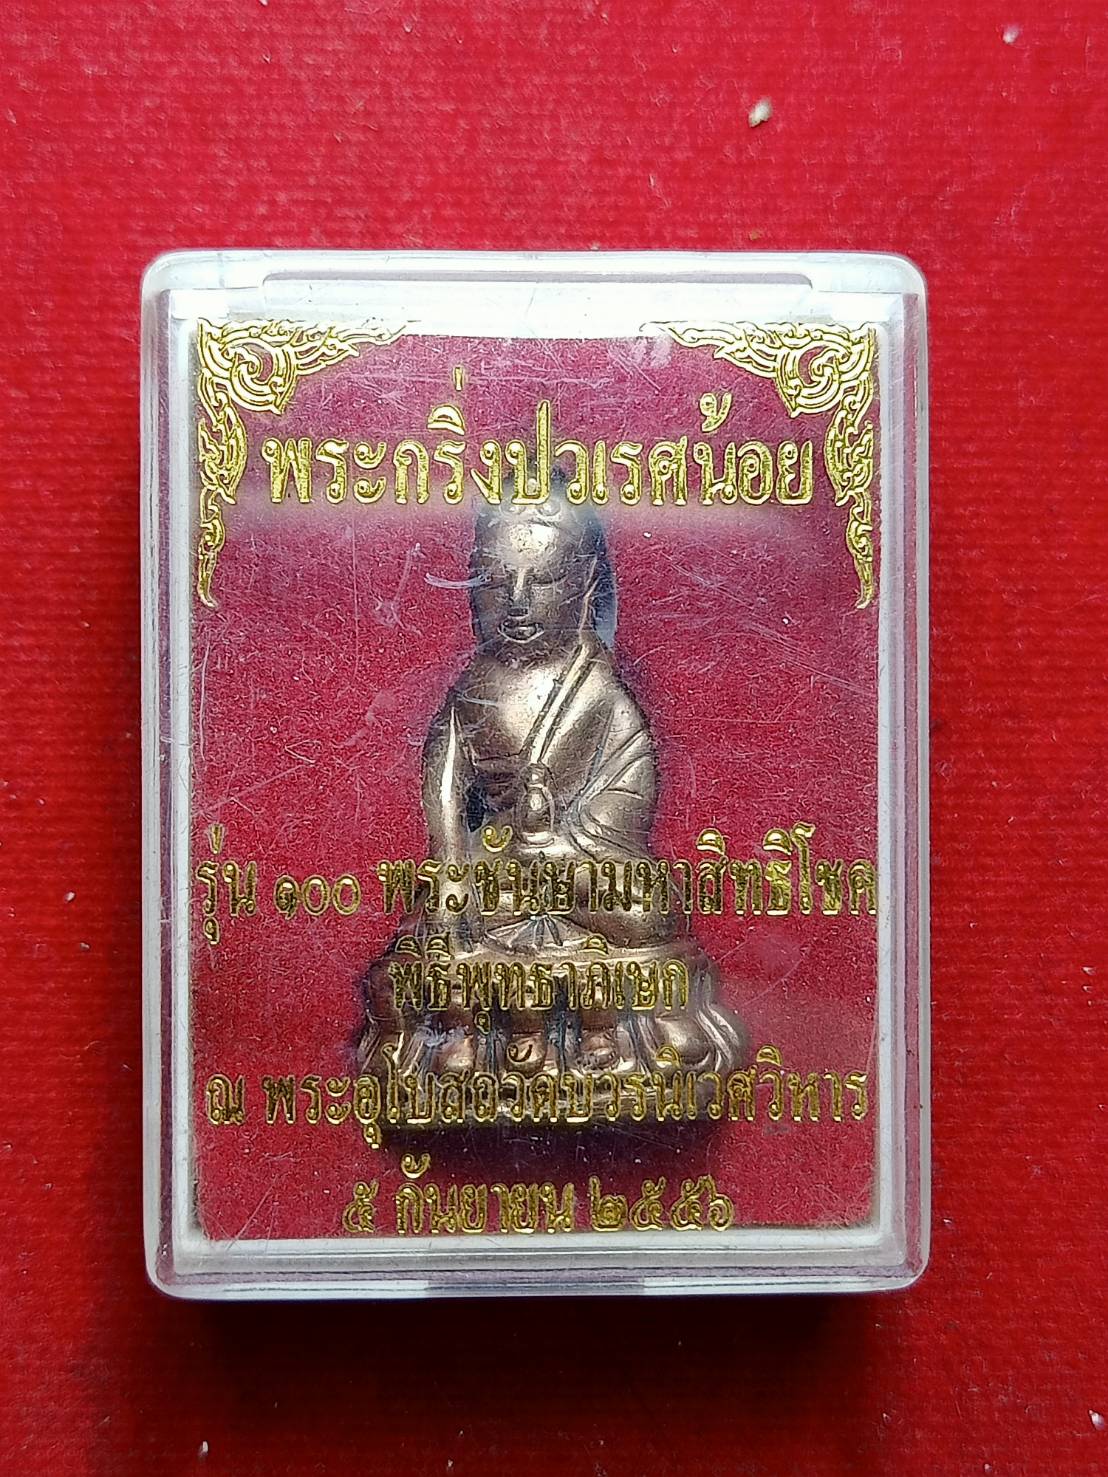 พระกริ่งปวเรศน้อย
รุ่น ๑๐๐ พระชันษามหาสิทธิโชค
พิธีพุทธาภิเษก
ณ พระอุโบสถวัดบวรนิเวศวิหาร
๕ กันยายน ๒๕๕๖